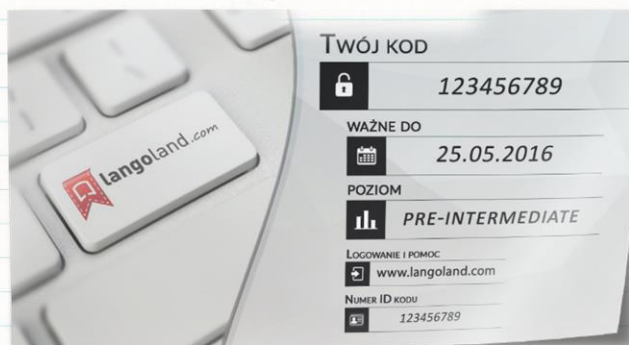 langoland.com
TWÓJ KOD
123456789
WAŻNE DO
25.05.2016
POZIOM
PRE-INTERMEDIATE
LOGOWANIE I POMOC
www.langoland.com
NUMER ID KODU
123456789